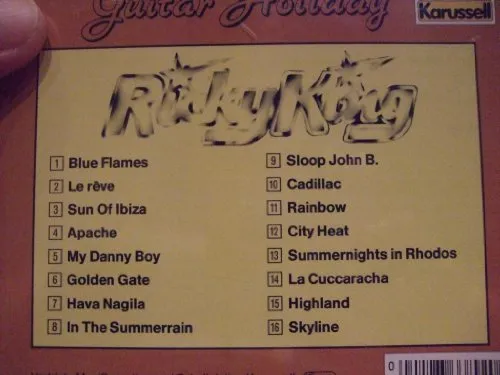 Guitar Holiday
Karussell
Ricky King
1 Blue Flames
2 Le rêve
3 Sun Of Ibiza
4 Apache
5 My Danny Boy
6 Golden Gate
7 Hava Nagila
8 In The Summerrain
9 Sloop John B.
10 Cadillac
11 Rainbow
12 City Heat
13 Summernights in Rhodos
14 La Cuccaracha
15 Highland
16 Skyline
0